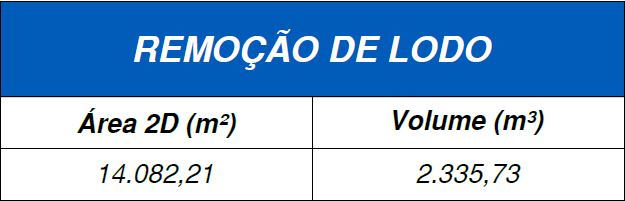 REMOÇÃO DE LODO
Área 2D (m²) Volume (m³)
14.082,21 2.335,73